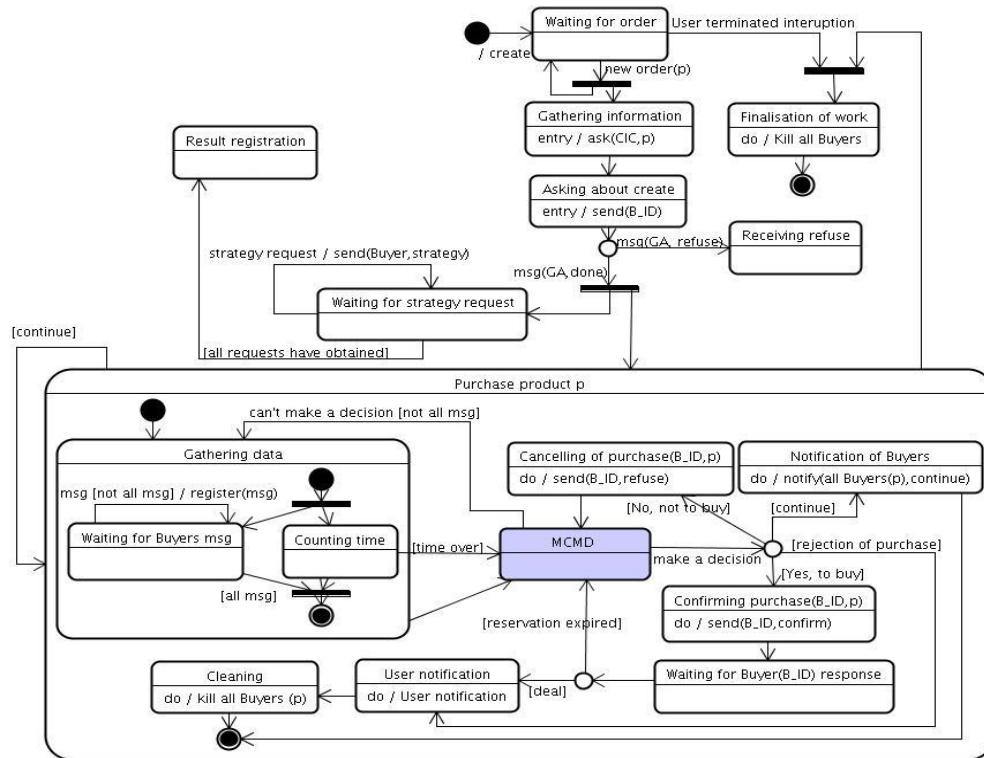 Waiting for order
User terminated interuption
/ create
new order(p)
Gathering information
entry / ask(CIC,p)
Finalisation of work
do / Kill all Buyers
Result registration
Asking about create
entry / send(B_ID)
msg(GA, refuse)
Receiving refuse
strategy request / send(Buyer,strategy)
msg(GA,done)
Waiting for strategy request
[continue]
[all requests have obtained]
Purchase product p
can't make a decision [not all msg]
Gathering data
Cancelling of purchase(B_ID,p)
do / send(B_ID,refuse)
Notification of Buyers
do / notify(all Buyers(p),continue)
msg [not all msg] / register(msg)
[No, not to buy]
[continue]
Waiting for Buyers msg
Counting time
[time over]
MCMD
make a decision
[rejection of purchase]
[Yes, to buy]
[all msg]
Confirming purchase(B_ID,p)
do / send(B_ID,confirm)
[reservation expired]
Cleaning
do / kill all Buyers (p)
User notification
do / User notification
[deal]
Waiting for Buyer(B_ID) response